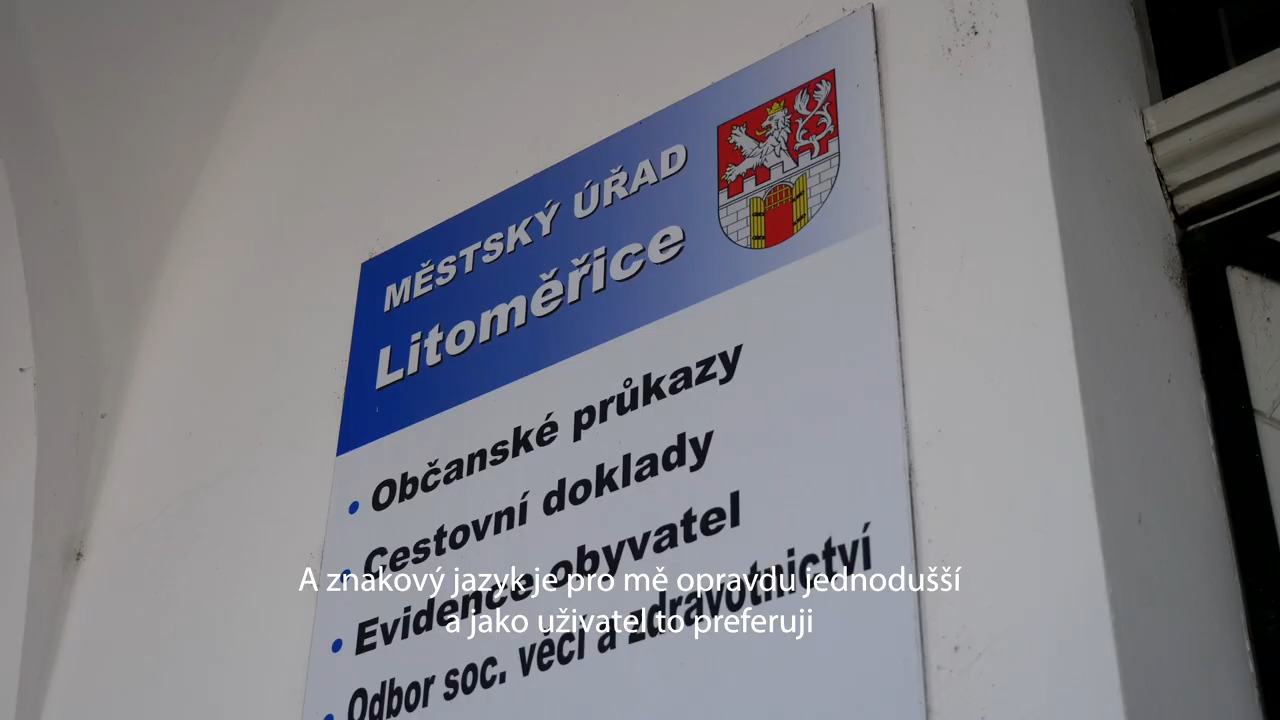 MĚSTSKÝ ÚŘAD
Litoměřice
• Občanské průkazy
• Cestovní doklady
• Evidence obyvatel
• Odbor soc. věcí a zdravotnictví
A znakový jazyk je pro mě opravdu jednodušší
a jako uživatel to preferuji